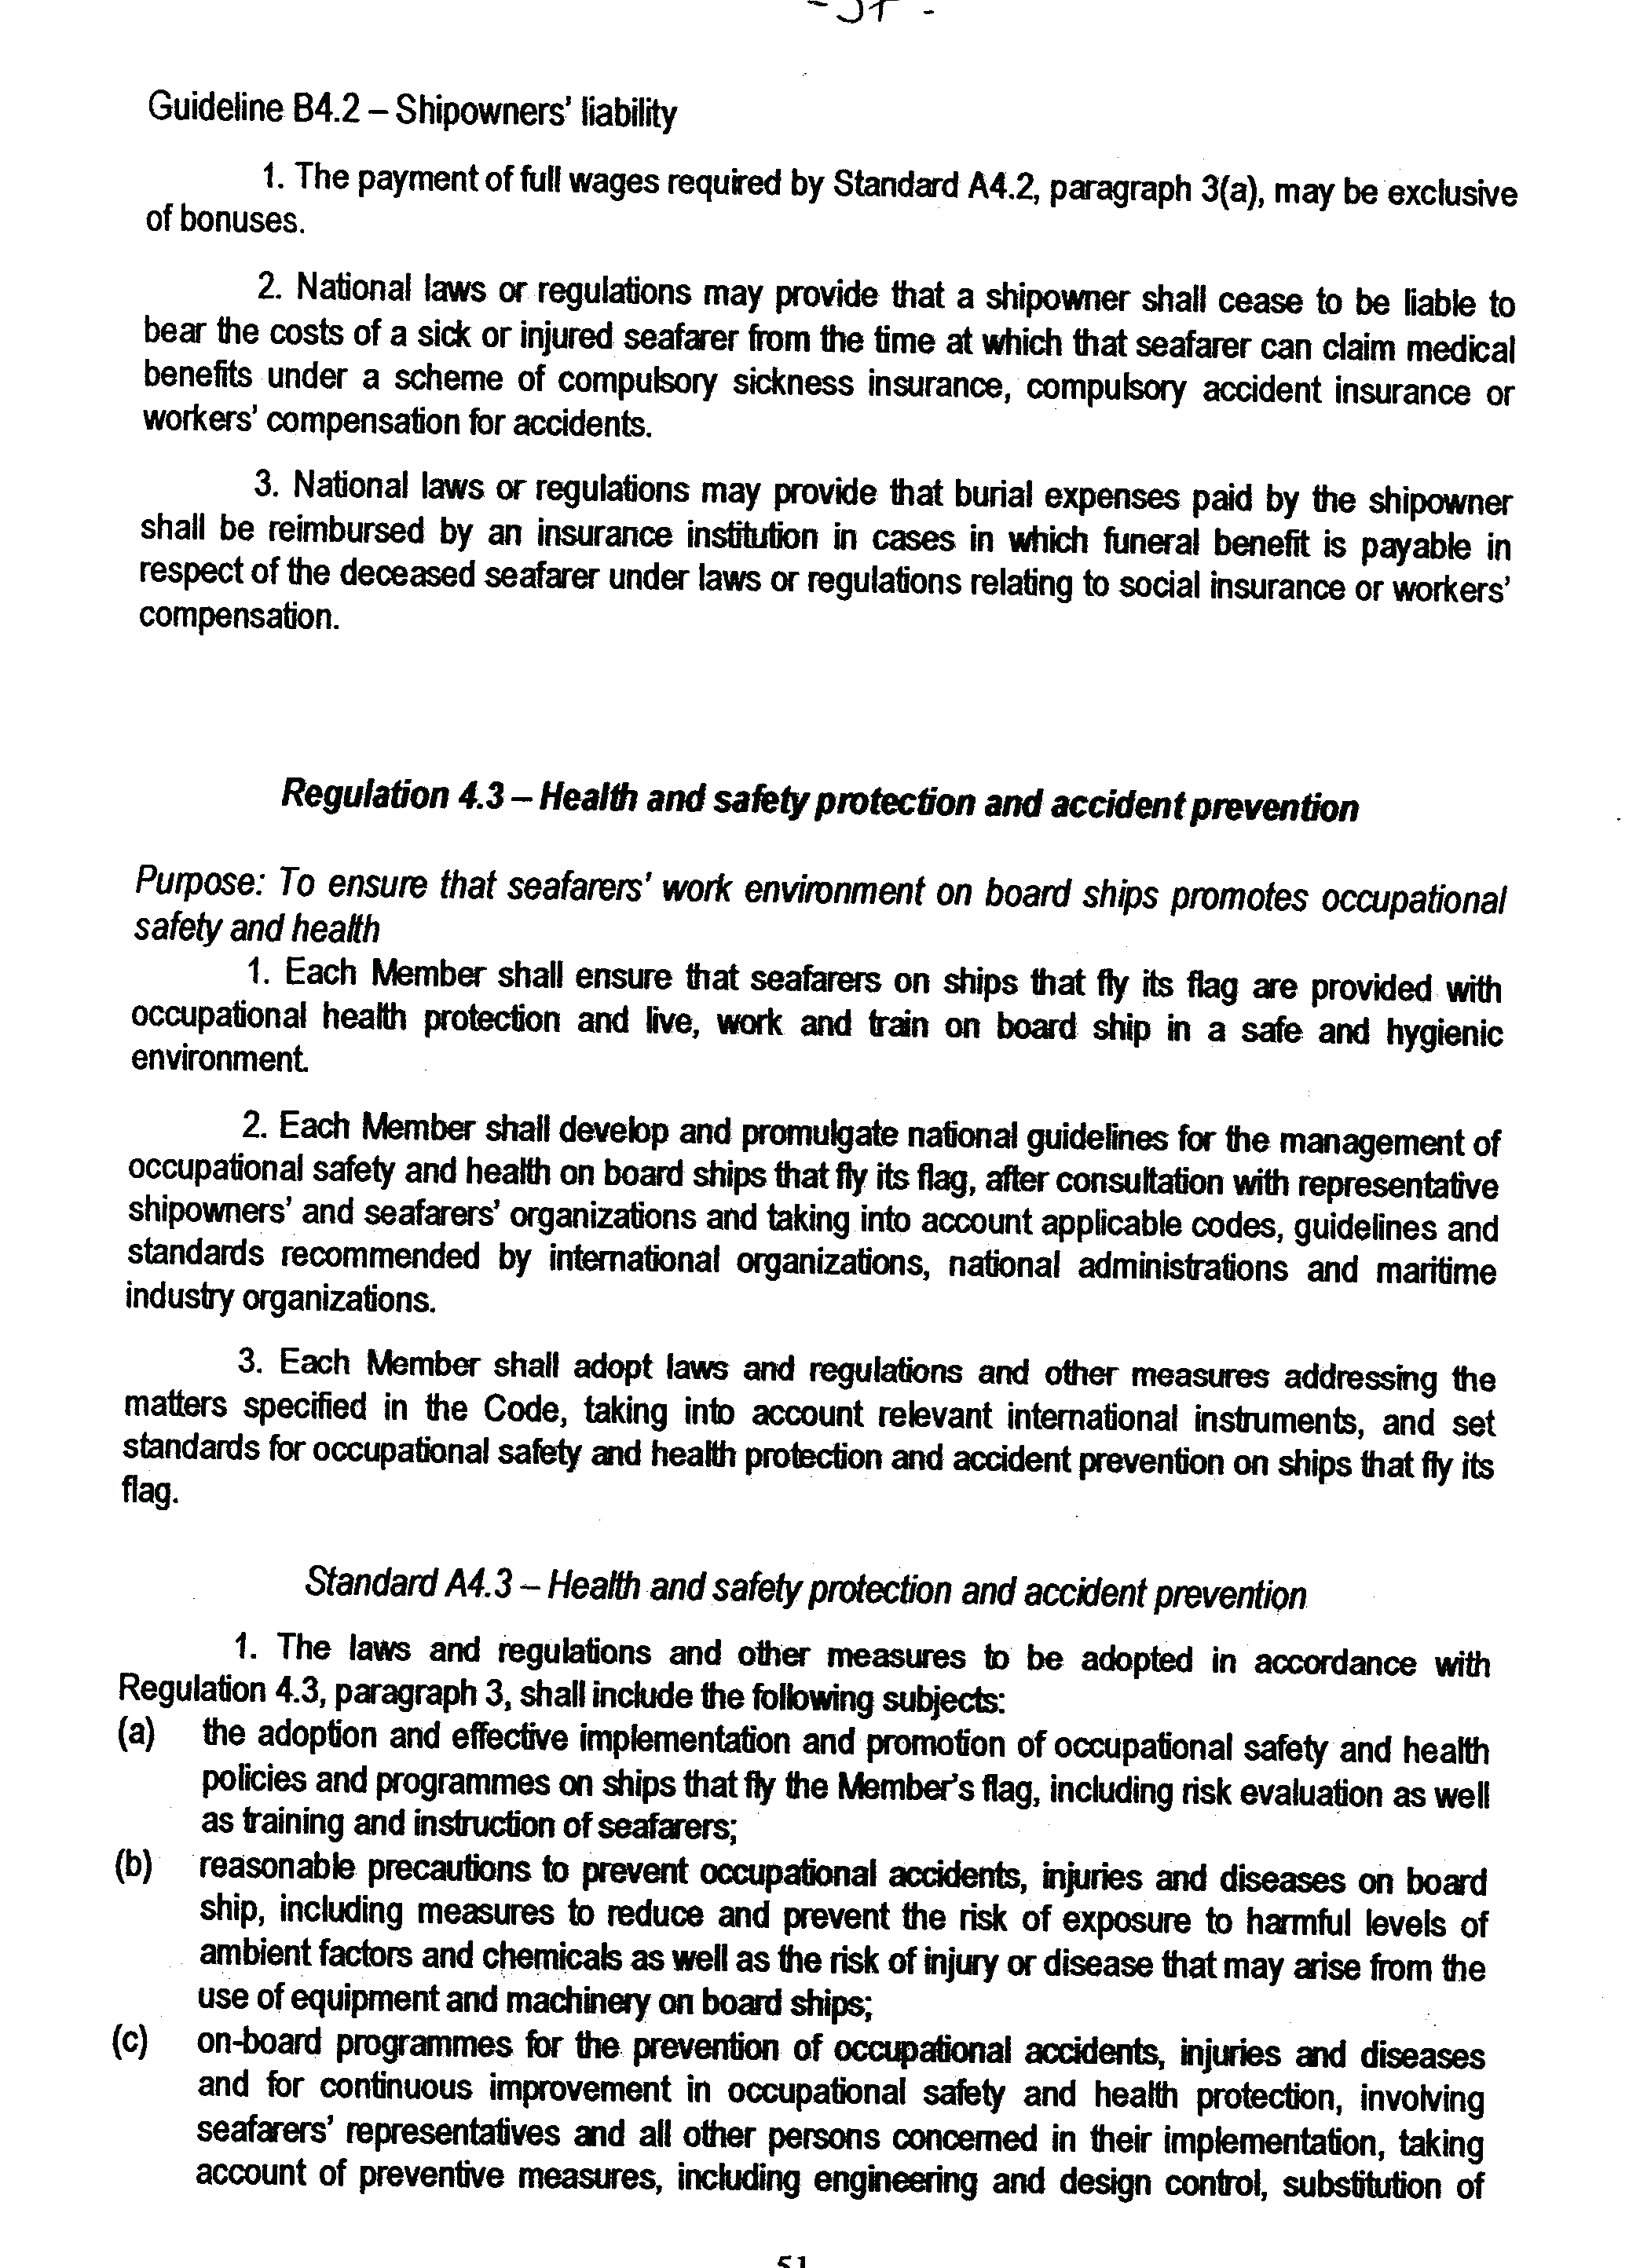 Guideline B4.2 – Shipowners' liability
1. The payment of full wages required by Standard A4.2, paragraph 3(a), may be exclusive
of bonuses.
2. National laws or regulations may provide that a shipowner shall cease to be liable to
bear the costs of a sick or injured seafarer from the time at which that seafarer can claim medical
benefits under a scheme of compulsory sickness insurance, compulsory accident insurance or
workers' compensation for accidents.
3. National laws or regulations may provide that burial expenses paid by the shipowner
shall be reimbursed by an insurance institution in cases in which funeral benefit is payable in
respect of the deceased seafarer under laws or regulations relating to social insurance or workers'
compensation.
Regulation 4.3 – Health and safety protection and accident prevention
Purpose: To ensure that seafarers' work environment on board ships promotes occupational
safety and health
1. Each Member shall ensure that seafarers on ships that fly its flag are provided with
occupational health protection and live, work and train on board ship in a safe and hygienic
environment.
2. Each Member shall develop and promulgate national guidelines for the management of
occupational safety and health on board ships that fly its flag, after consultation with representative
shipowners' and seafarers' organizations and taking into account applicable codes, guidelines and
standards recommended by international organizations, national administrations and maritime
industry organizations.
3. Each Member shall adopt laws and regulations and other measures addressing the
matters specified in the Code, taking into account relevant international instruments, and set
standards for occupational safety and health protection and accident prevention on ships that fly its
flag.
Standard A4.3 – Health and safety protection and accident prevention
1. The laws and regulations and other measures to be adopted in accordance with
Regulation 4.3, paragraph 3, shall include the following subjects:
(a) the adoption and effective implementation and promotion of occupational safety and health
policies and programmes on ships that fly the Member's flag, including risk evaluation as well
as training and instruction of seafarers;
(b) reasonable precautions to prevent occupational accidents, injuries and diseases on board
ship, including measures to reduce and prevent the risk of exposure to harmful levels of
ambient factors and chemicals as well as the risk of injury or disease that may arise from the
use of equipment and machinery on board ships;
(c) on-board programmes for the prevention of occupational accidents, injuries and diseases
and for continuous improvement in occupational safety and health protection, involving
seafarers' representatives and all other persons concerned in their implementation, taking
account of preventive measures, including engineering and design control, substitution of
51